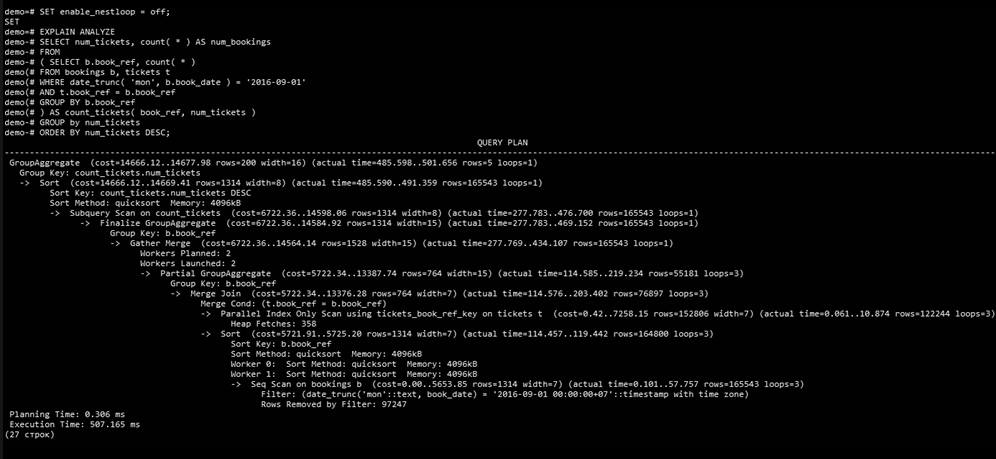 demo=# SET enable_nestloop = off;
SET
demo=# EXPLAIN ANALYZE
demo-# SELECT num_tickets, count( * ) AS num_bookings
demo-# FROM
demo-# ( SELECT b.book_ref, count( * )
demo(# FROM bookings b, tickets t
demo(# WHERE date_trunc( 'mon', b.book_date ) = '2016-09-01'
demo(# AND t.book_ref = b.book_ref
demo(# GROUP BY b.book_ref
demo(# ) AS count_tickets( book_ref, num_tickets )
demo-# GROUP by num_tickets
demo-# ORDER BY num_tickets DESC;
QUERY PLAN
GroupAggregate  (cost=14666.12..14677.98 rows=200 width=16) (actual time=485.598..501.656 rows=5 loops=1)
Group Key: count_tickets.num_tickets
->  Sort  (cost=14666.12..14669.41 rows=1314 width=8) (actual time=485.590..491.359 rows=165543 loops=1)
Sort Key: count_tickets.num_tickets DESC
Sort Method: quicksort  Memory: 4096kB
->  Subquery Scan on count_tickets  (cost=6722.36..14598.06 rows=1314 width=8) (actual time=277.783..476.700 rows=165543 loops=1)
->  Finalize GroupAggregate  (cost=6722.36..14584.92 rows=1314 width=15) (actual time=277.783..469.152 rows=165543 loops=1)
Group Key: b.book_ref
->  Gather Merge  (cost=6722.36..14564.14 rows=1528 width=15) (actual time=277.769..434.107 rows=165543 loops=1)
Workers Planned: 2
Workers Launched: 2
->  Partial GroupAggregate  (cost=5722.34..13387.74 rows=764 width=15) (actual time=114.585..219.234 rows=55181 loops=3)
Group Key: b.book_ref
->  Merge Join  (cost=5722.34..13376.28 rows=764 width=7) (actual time=114.576..203.402 rows=76897 loops=3)
Merge Cond: (t.book_ref = b.book_ref)
->  Parallel Index Only Scan using tickets_book_ref_key on tickets t  (cost=0.42..7258.15 rows=152806 width=7) (actual time=0.061..10.874 rows=122244 loops=3)
Heap Fetches: 358
->  Sort  (cost=5721.91..5725.20 rows=1314 width=7) (actual time=114.457..119.442 rows=164800 loops=3)
Sort Key: b.book_ref
Sort Method: quicksort  Memory: 4096kB
Worker 0:  Sort Method: quicksort  Memory: 4096kB
Worker 1:  Sort Method: quicksort  Memory: 4096kB
->  Seq Scan on bookings b  (cost=0.00..5653.85 rows=1314 width=7) (actual time=0.101..57.757 rows=165543 loops=3)
Filter: (date_trunc('mon'::text, book_date) = '2016-09-01 00:00:00+07'::timestamp with time zone)
Rows Removed by Filter: 97247
Planning Time: 0.306 ms
Execution Time: 507.165 ms
(27 строк)